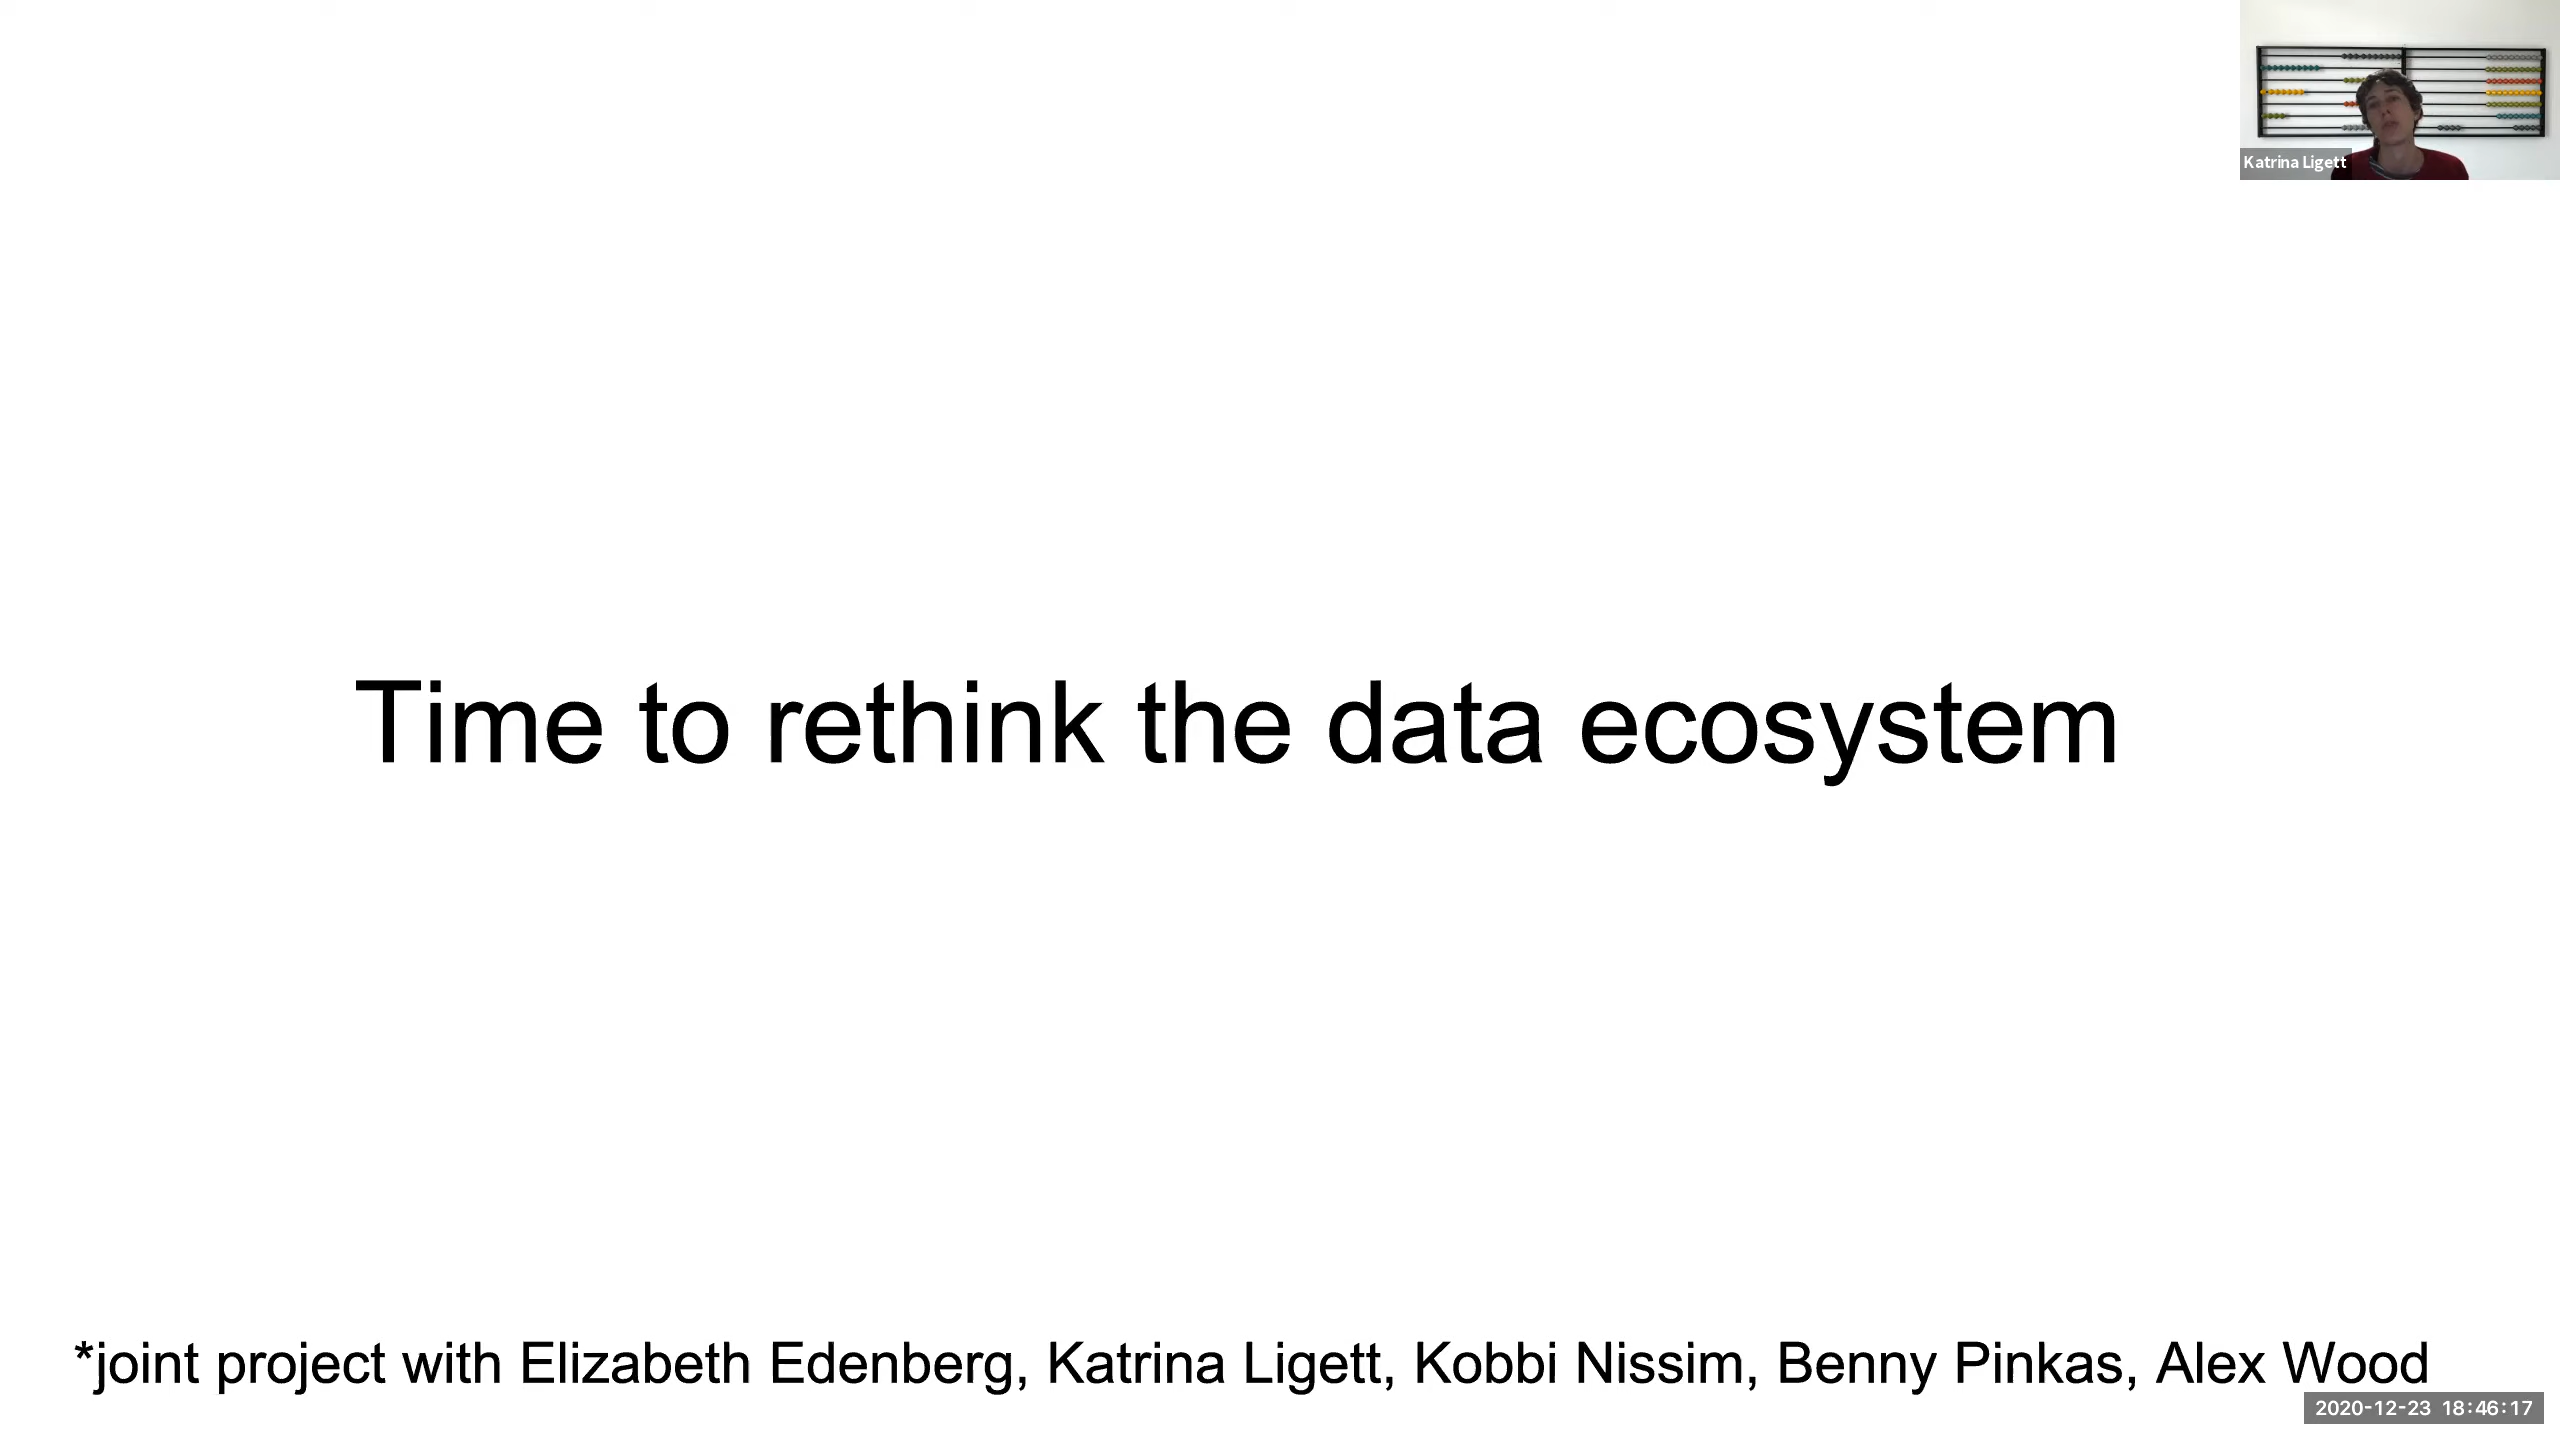 Katrina Ligett
Time to rethink the data ecosystem
*joint project with Elizabeth Edenberg, Katrina Ligett, Kobbi Nissim, Benny Pinkas, Alex Wood
2020-12-23 18:46:17